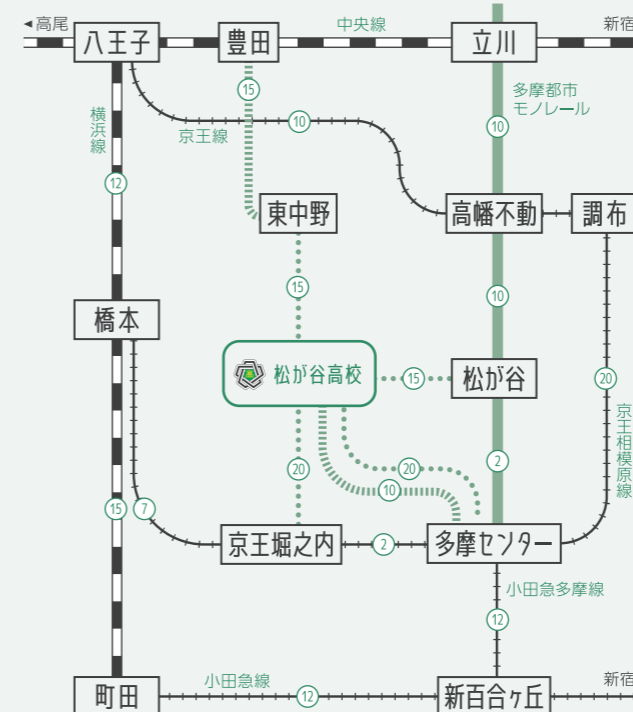 ◄高尾
八王子
豊田
中央線
立川
新宿
15
多摩都市
モノレール
横浜線
京王線
10
10
12
東中野
高幡不動
調布
15
10
橋本
松が谷高校
15
松が谷
20
京王相模原線
20
20
2
10
15
7
京王堀之内
2
多摩センター
小田急多摩線
12
小田急線
新宿
町田
12
新百合ヶ丘